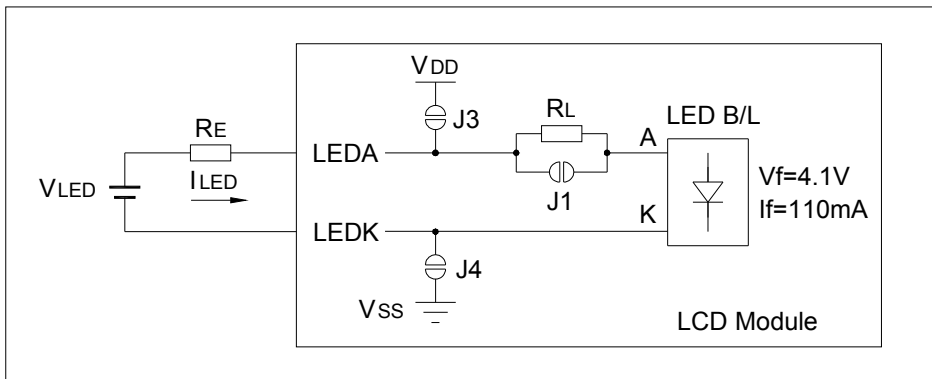 VDD
J3
RL
LED B/L
RE
LEDA
A
J1
VLED
ILED
Vf=4.1V
If=110mA
K
LEDK
J4
VSS
LCD Module